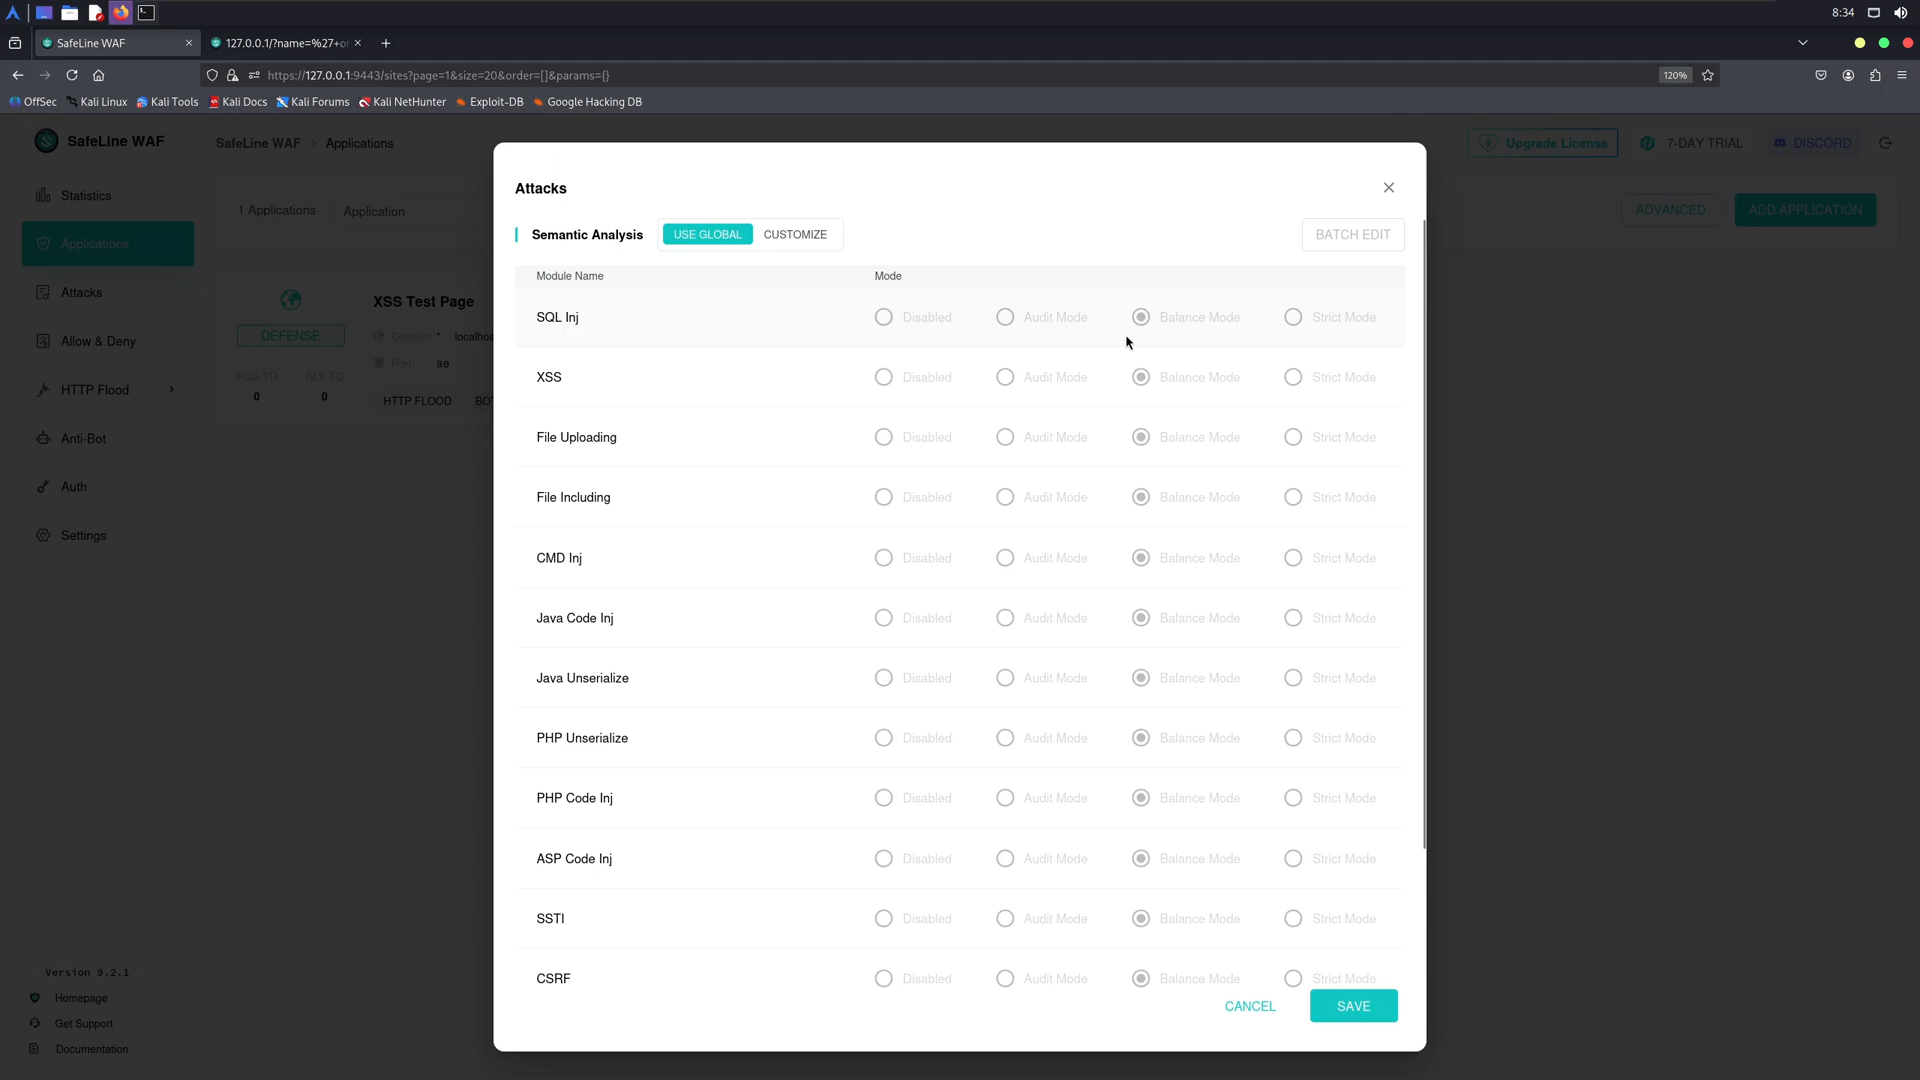 8:34
SafeLine WAF
127.0.0.1/?name=%27+o
https://127.0.0.1:9443/sites?page=1&size=20&order=[]&params={}
120%
OffSec
Kali Linux
Kali Tools
Kali Docs
Kali Forums
Kali NetHunter
Exploit-DB
Google Hacking DB
SafeLine WAF
SafeLine WAF > Applications
Upgrade License
7-DAY TRIAL
DISCORD
Statistics
Applications
Attacks
Allow & Deny
HTTP Flood
Anti-Bot
Auth
Settings
Version 9.2.1
Homepage
Get Support
Documentation
1 Applications
Application
ADVANCED
ADD APPLICATION
XSS Test Page
DEFENSE
Domain: * localhos
Port: 80
RQS TD BLK TD
0 0
HTTP FLOOD BO
Attacks
Semantic Analysis USE GLOBAL CUSTOMIZE BATCH EDIT
Module Name Mode
SQL Inj Disabled Audit Mode Balance Mode Strict Mode
XSS Disabled Audit Mode Balance Mode Strict Mode
File Uploading Disabled Audit Mode Balance Mode Strict Mode
File Including Disabled Audit Mode Balance Mode Strict Mode
CMD Inj Disabled Audit Mode Balance Mode Strict Mode
Java Code Inj Disabled Audit Mode Balance Mode Strict Mode
Java Unserialize Disabled Audit Mode Balance Mode Strict Mode
PHP Unserialize Disabled Audit Mode Balance Mode Strict Mode
PHP Code Inj Disabled Audit Mode Balance Mode Strict Mode
ASP Code Inj Disabled Audit Mode Balance Mode Strict Mode
SSTI Disabled Audit Mode Balance Mode Strict Mode
CSRF Disabled Audit Mode Balance Mode Strict Mode
CANCEL SAVE